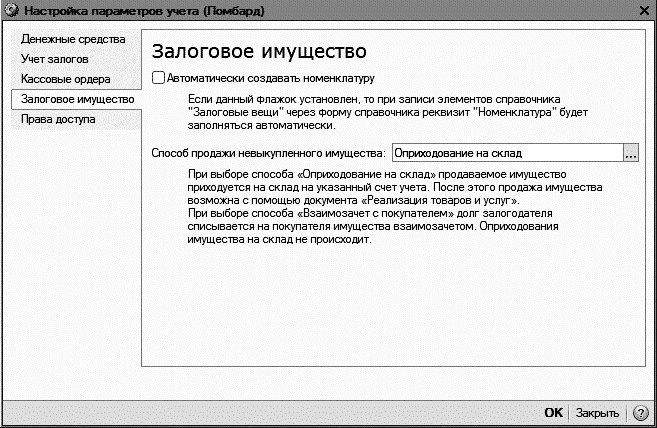 Настройка параметров учета (Ломбард)
Денежные средства
Учет залогов
Кассовые ордера
Залоговое имущество
Права доступа
Залоговое имущество
Автоматически создавать номенклатуру
Если данный флажок установлен, то при записи элементов справочника
"Залоговые вещи" через форму справочника реквизит "Номенклатура" будет
заполняться автоматически.
Способ продажи невыкупленного имущества: Оприходование на склад ...
При выборе способа «Оприходование на склад» продаваемое имущество
приходуется на склад на указанный счет учета. После этого продажа имущества
возможна с помощью документа «Реализация товаров и услуг».
При выборе способа «Взаимозачет с покупателем» долг залогодателя
списывается на покупателя имущества взаимозачетом. Оприходования
имущества на склад не происходит.
OK Закрыть ?